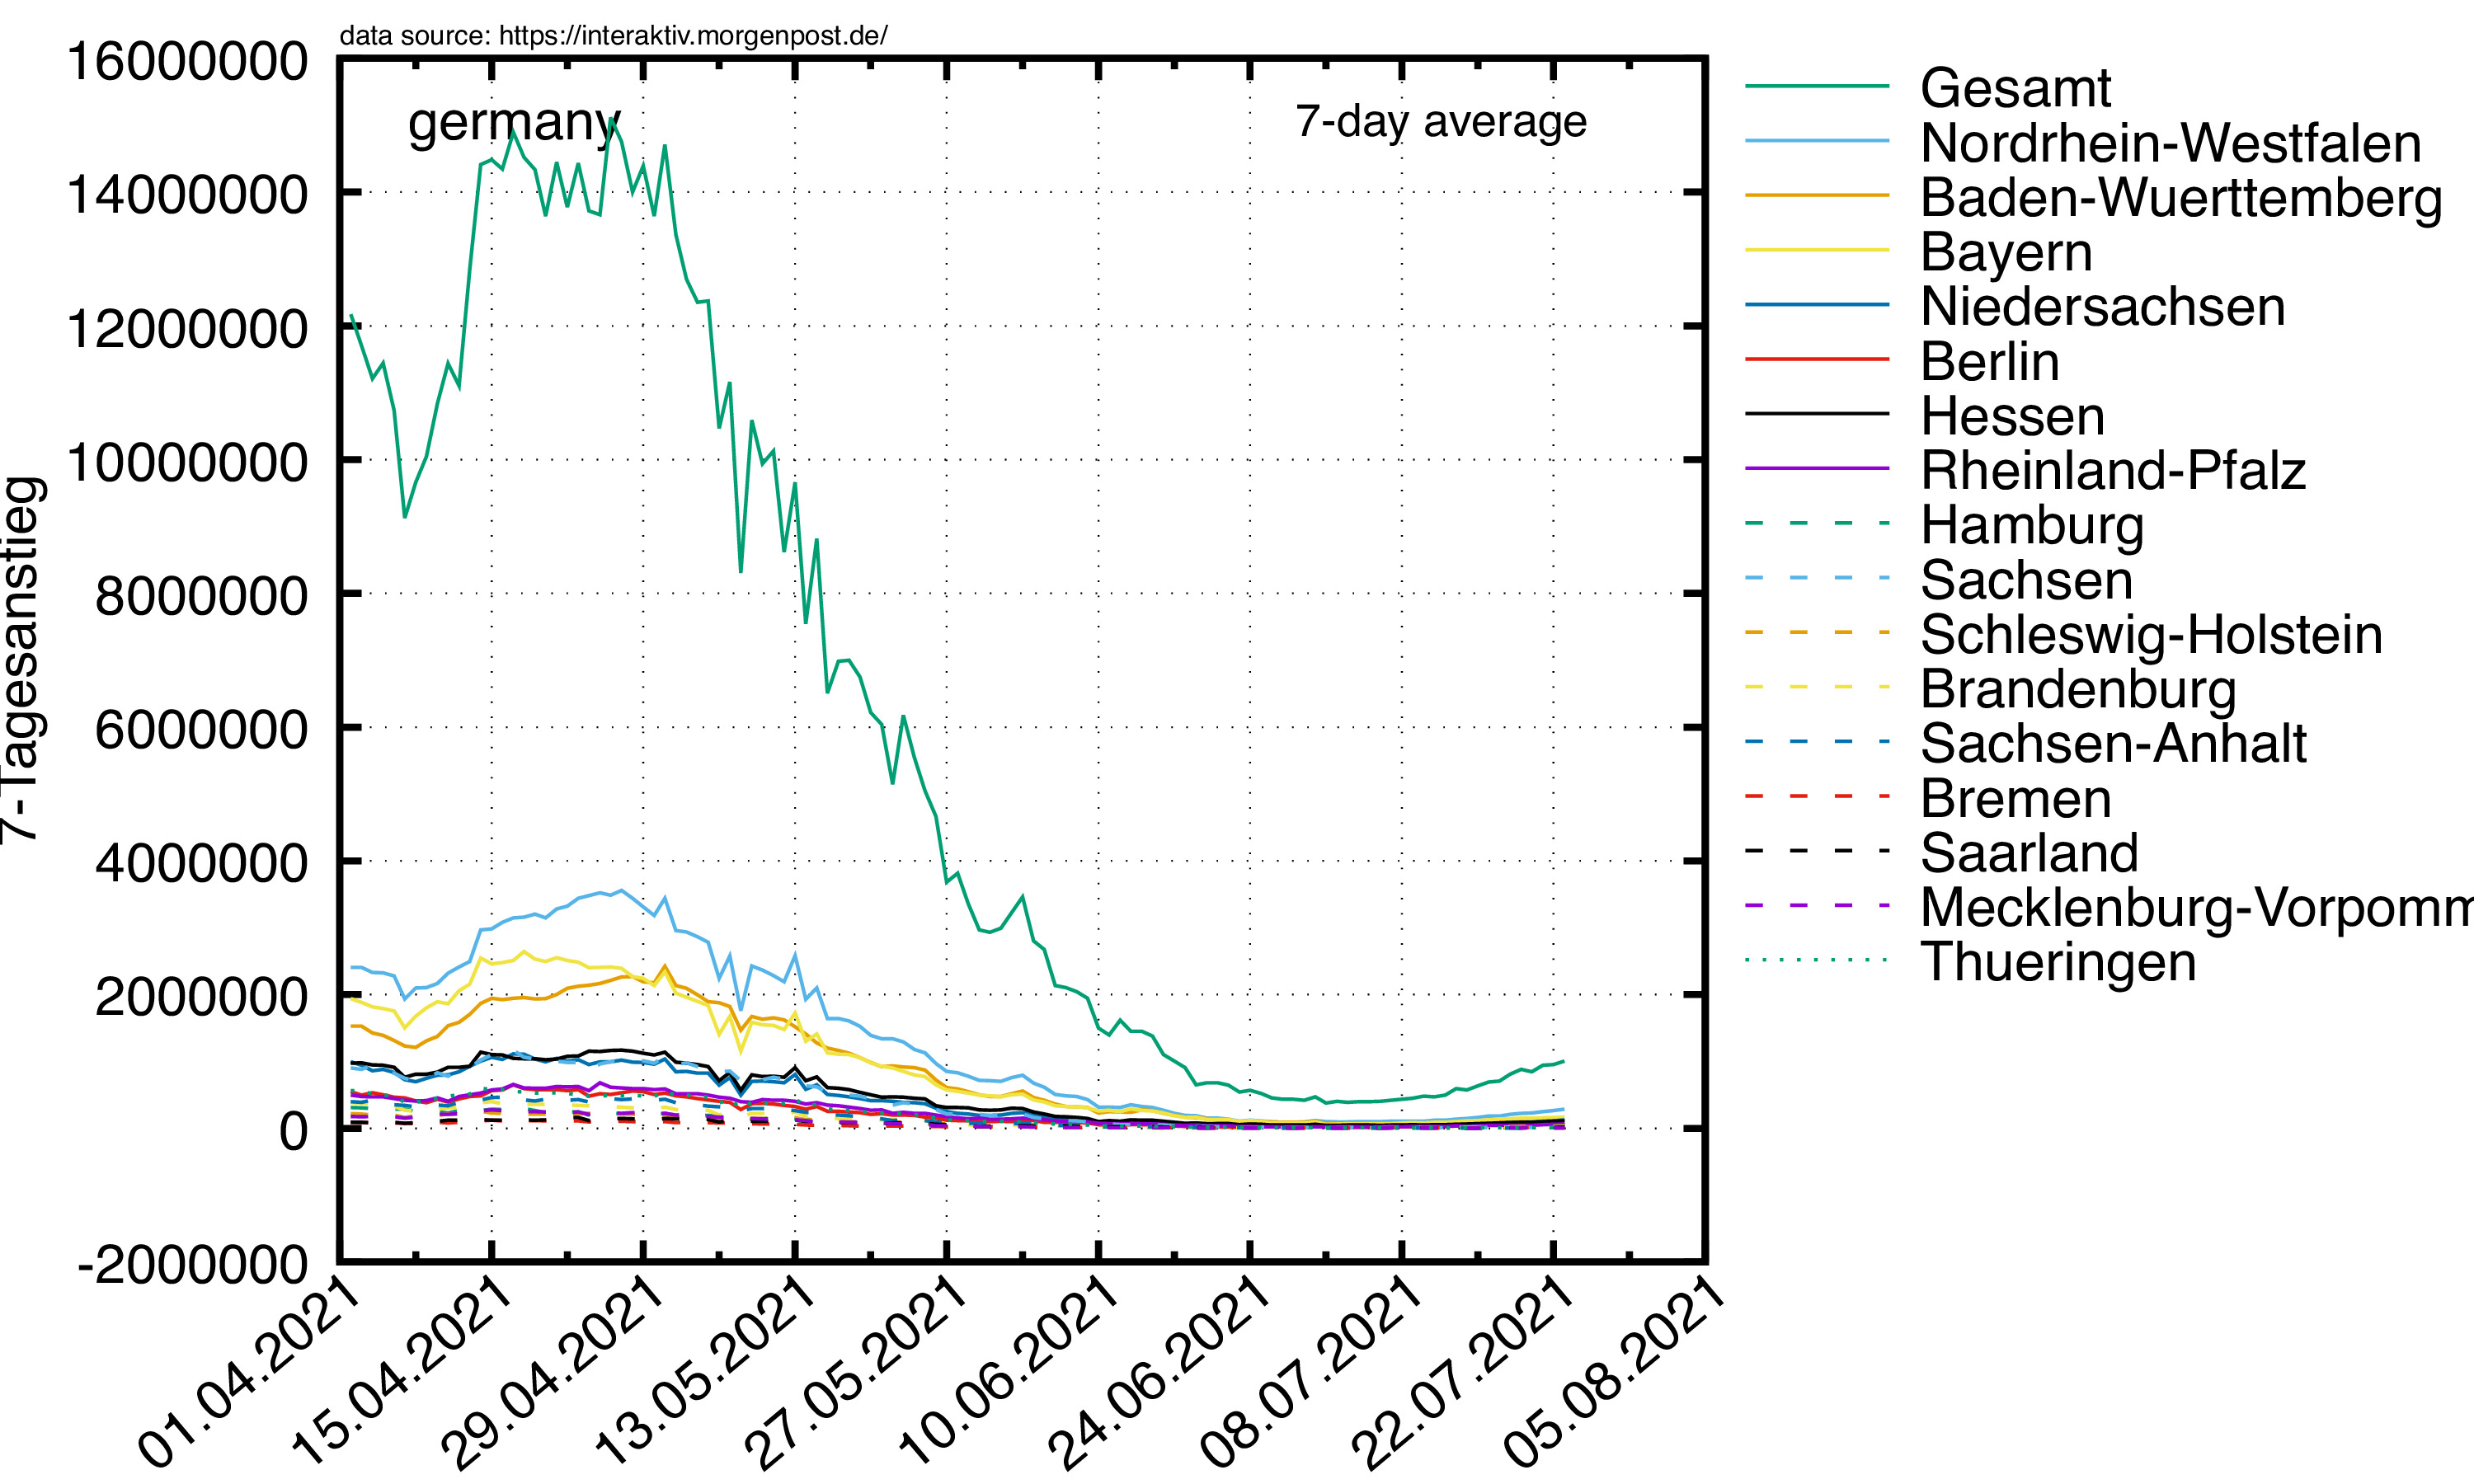 data source: https://interaktiv.morgenpost.de/
germany
7-day average
7-Tagesanstieg
16000000
14000000
12000000
10000000
8000000
6000000
4000000
2000000
0
-2000000
01.04.2021
15.04.2021
29.04.2021
13.05.2021
27.05.2021
10.06.2021
24.06.2021
08.07.2021
22.07.2021
05.08.2021
Gesamt
Nordrhein-Westfalen
Baden-Wuerttemberg
Bayern
Niedersachsen
Berlin
Hessen
Rheinland-Pfalz
Hamburg
Sachsen
Schleswig-Holstein
Brandenburg
Sachsen-Anhalt
Bremen
Saarland
Mecklenburg-Vorpomm
Thueringen